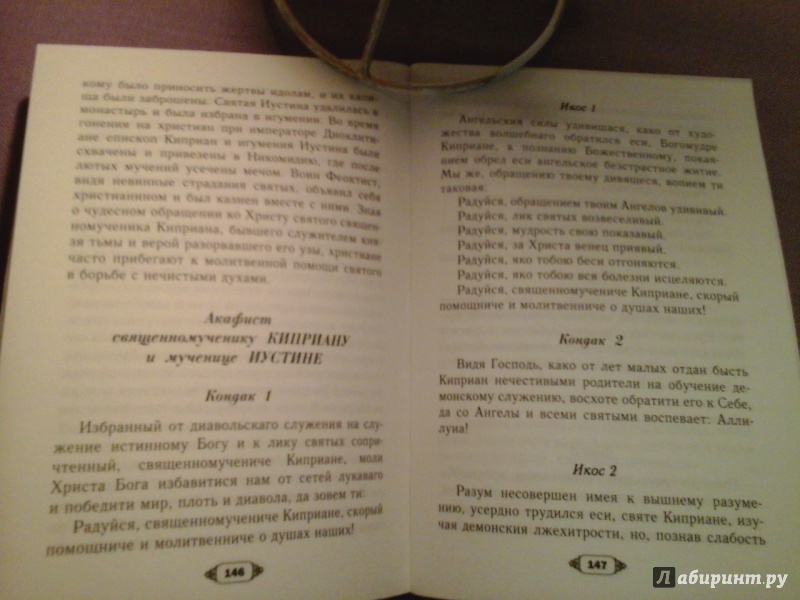 кому было приносить жертвы идолам, и их капи-
ща были заброшены. Святая Иустина удалилась в
монастырь и была избрана в игумении. Во время
гонения на христиан при императоре Диоклити-
ане епископ Киприан и игумения Иустина были
схвачены и привезены в Никомидию, где после
лютых мучений усечены мечом. Воин Феоктист,
видя невинные страдания святых, объявил себя
христианином и был казнен вместе с ними. Зная
о чудесном обращении ко Христу святого священ-
номученика Киприана, бывшего служителем кня-
зя тьмы и верой разорвавшего его узы, христиане
часто прибегают к молитвенной помощи святого
в борьбе с нечистыми духами.
Акафист
священномученику КИПРИАНУ
и мученице ИУСТИНЕ
Кондак 1
Избранный от диавольскаго служения на слу-
жение истинному Богу и к лику святых сопри-
чтенный, священномучениче Киприане, моли
Христа Бога избавитися нам от сетей лукаваго
и победити мир, плоть и диавола, да зовем ти:
Радуйся, священномучениче Киприане, скорый
помощниче и молитвенниче о душах наших!
146
Икос 1
Ангельския силы удивишася, како от худо-
жества волшебнаго обратился еси, Богомудре
Киприане, к познанию Божественному, покая-
нием обрел еси ангельское безстрастное житие.
Мы же, обращению твоему дивящеся, вопием ти
таковая:
Радуйся, обращением твоим Ангелов удививый.
Радуйся, лик святых возвеселивый.
Радуйся, мудрость свою показавый.
Радуйся, за Христа венец приявый.
Радуйся, яко тобою беси отгоняются.
Радуйся, яко тобою вся болезни исцеляются.
Радуйся, священномучениче Киприане, скорый
помощниче и молитвенниче о душах наших!
Кондак 2
Видя Господь, како от лет малых отдан бысть
Киприан нечестивыми родители на обучение де-
монскому служению, восхоте обратити его к Себе,
да со Ангелы и всеми святыми воспевает: Алли-
луиа!
Икос 2
Разум несовершен имея к вышнему разуме-
нию, усердно трудился еси, святе Киприане, изу-
чая демонския лжехитрости, но, познав слабость
147
Лабиринт.ру